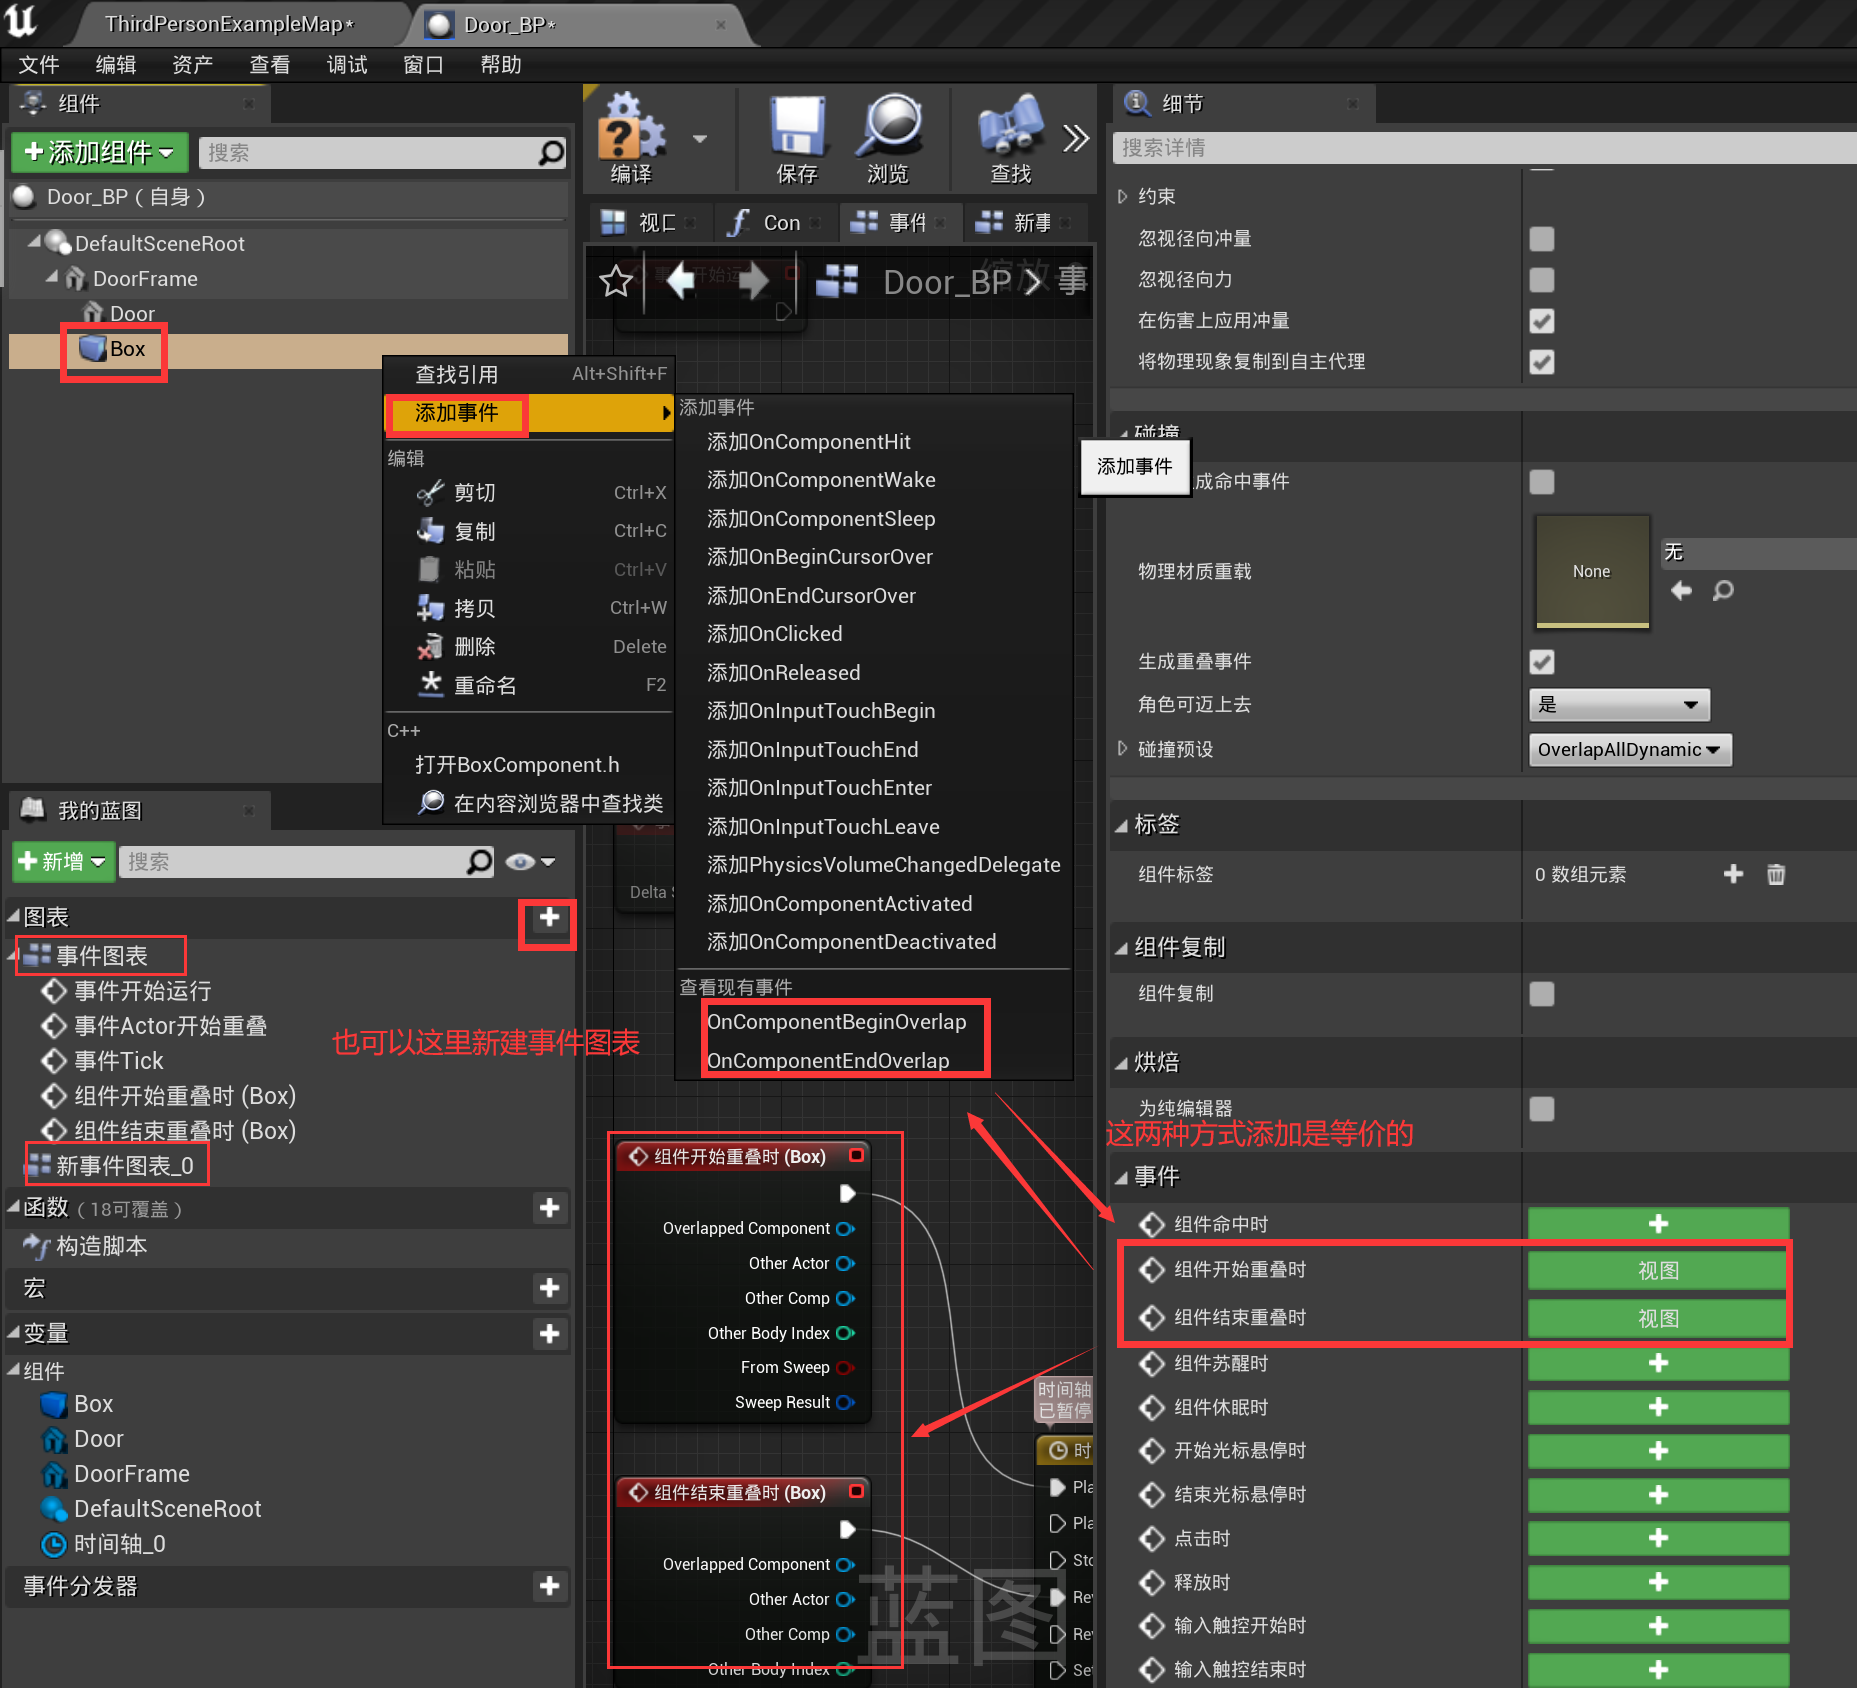 ThirdPersonExampleMap*
Door_BP*
文件 编辑 资产 查看 调试 窗口 帮助
组件
添加组件
搜索
Door_BP（自身）
DefaultSceneRoot
DoorFrame
Door
Box
编译
保存
浏览
查找
视口
Con
事件
新事
Door_BP
事
查找引用 Alt+Shift+F
添加事件
编辑
剪切 Ctrl+X
复制 Ctrl+C
粘贴 Ctrl+V
拷贝 Ctrl+W
删除 Delete
重命名 F2
C++
打开BoxComponent.h
在内容浏览器中查找类
添加事件
添加OnComponentHit
添加OnComponentWake
添加OnComponentSleep
添加OnBeginCursorOver
添加OnEndCursorOver
添加OnClicked
添加OnReleased
添加OnInputTouchBegin
添加OnInputTouchEnd
添加OnInputTouchEnter
添加OnInputTouchLeave
添加PhysicsVolumeChangedDelegate
添加OnComponentActivated
添加OnComponentDeactivated
查看现有事件
OnComponentBeginOverlap
OnComponentEndOverlap
添加事件
我的蓝图
新增
搜索
图表
事件图表
事件开始运行
事件Actor开始重叠
事件Tick
组件开始重叠时 (Box)
组件结束重叠时 (Box)
新事件图表_0
函数（18可覆盖）
构造脚本
宏
变量
组件
Box
Door
DoorFrame
DefaultSceneRoot
时间轴_0
事件分发器
也可以这里新建事件图表
Delta
组件开始重叠时 (Box)
Overlapped Component
Other Actor
Other Comp
Other Body Index
From Sweep
Sweep Result
组件结束重叠时 (Box)
Overlapped Component
Other Actor
Other Comp
Other Body Index
时间轴
已暂停
时
Pla
Pla
Sto
Re
Re
Se
蓝图
细节
搜索详情
约束
忽视径向冲量
忽视径向力
在伤害上应用冲量
将物理现象复制到自主代理
碰撞
成命中事件
物理材质重载
None
无
生成重叠事件
角色可迈上去 是
碰撞预设 OverlapAllDynamic
标签
组件标签 0 数组元素
组件复制
组件复制
烘焙
为纯编辑器
这两种方式添加是等价的
事件
组件命中时
组件开始重叠时 视图
组件结束重叠时 视图
组件苏醒时
组件休眠时
开始光标悬停时
结束光标悬停时
点击时
释放时
输入触控开始时
输入触控结束时